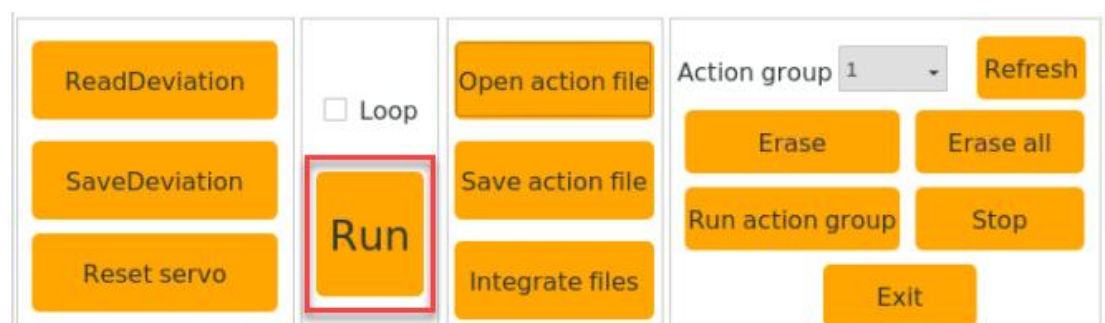 ReadDeviation
SaveDeviation
Reset servo
Loop
Run
Open action file
Save action file
Integrate files
Action group 1 Refresh
Erase Erase all
Run action group Stop
Exit